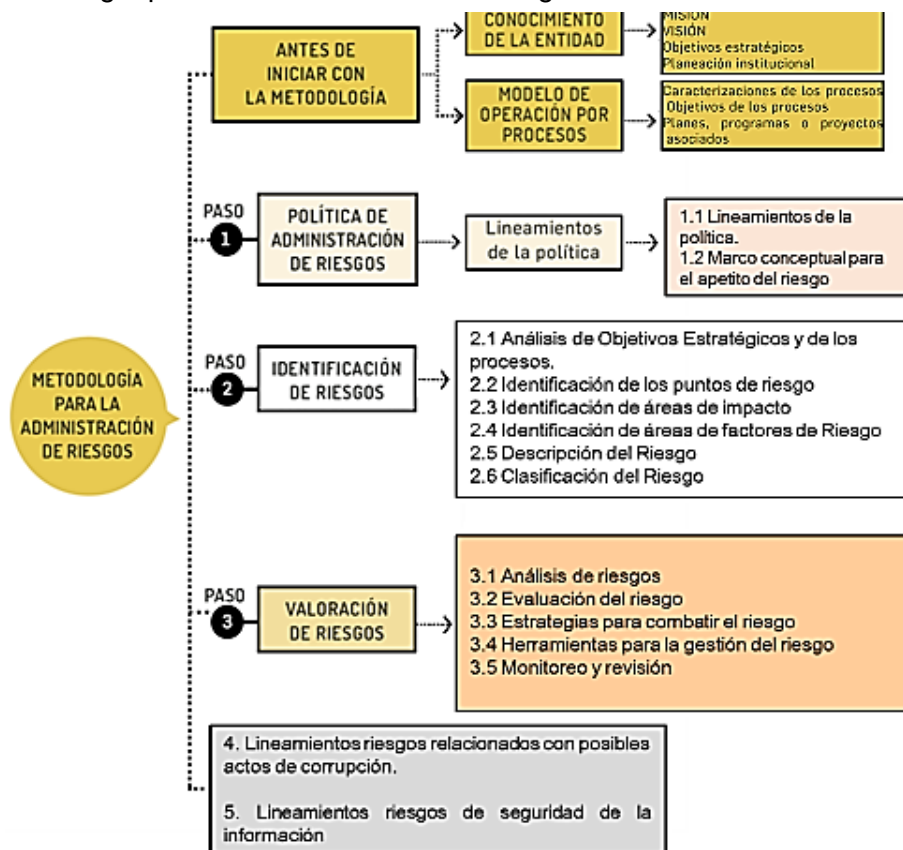 ANTES DE
INICIAR CON
LA METODOLOGÍA
CONOCIMIENTO
DE LA ENTIDAD
MISIÓN
VISIÓN
Objetivos estratégicos
Planeación institucional
MODELO DE
OPERACIÓN POR
PROCESOS
Caracterizaciones de los procesos
Objetivos de los procesos
Planes, programas o proyectos
asociados
PASO
1
POLÍTICA DE
ADMINISTRACIÓN
DE RIESGOS
Lineamientos
de la política
1.1 Lineamientos de la
política.
1.2 Marco conceptual para
el apetito del riesgo
METODOLOGÍA
PARA LA
ADMINISTRACIÓN
DE RIESGOS
PASO
2
IDENTIFICACIÓN
DE RIESGOS
2.1 Análisis de Objetivos Estratégicos y de los
procesos.
2.2 Identificación de los puntos de riesgo
2.3 Identificación de áreas de impacto
2.4 Identificación de áreas de factores de Riesgo
2.5 Descripción del Riesgo
2.6 Clasificación del Riesgo
PASO
3
VALORACIÓN
DE RIESGOS
3.1 Análisis de riesgos
3.2 Evaluación del riesgo
3.3 Estrategias para combatir el riesgo
3.4 Herramientas para la gestión del riesgo
3.5 Monitoreo y revisión
4. Lineamientos riesgos relacionados con posibles
actos de corrupción.
5. Lineamientos riesgos de seguridad de la
información